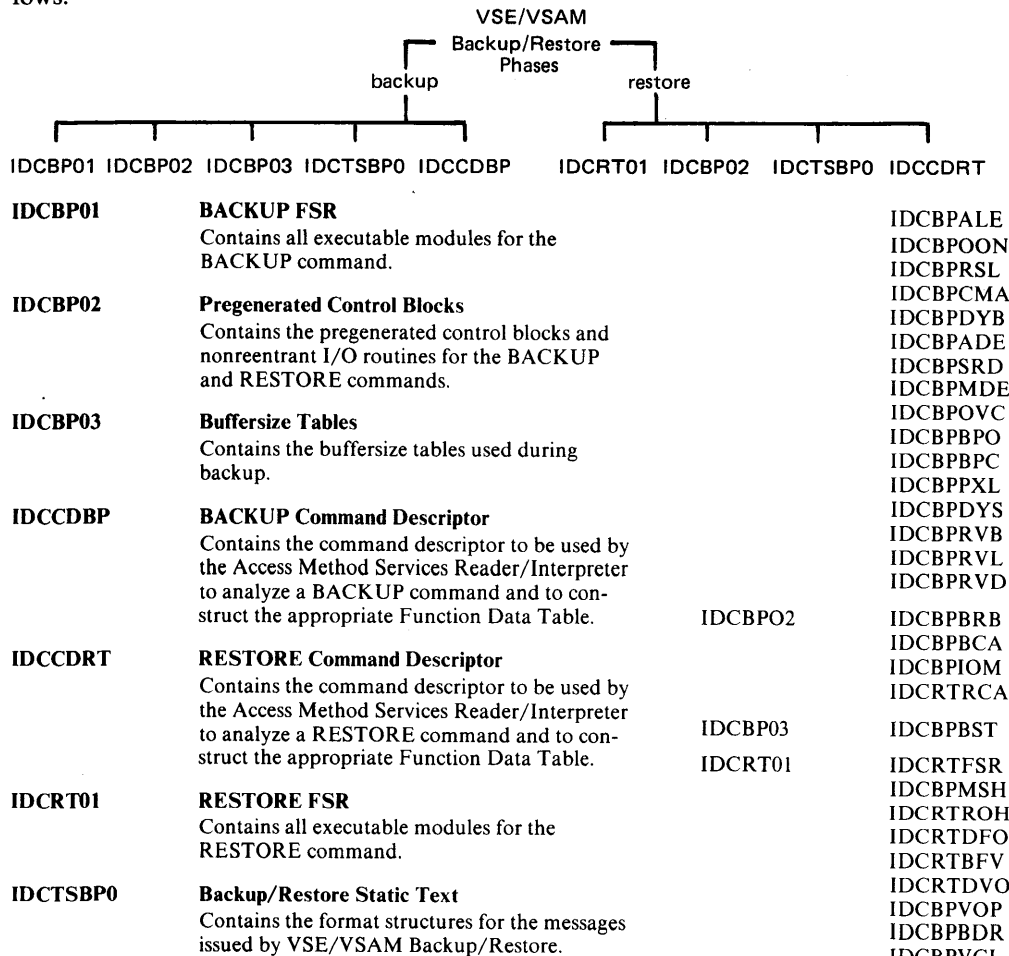 lows:
VSE/VSAM
Backup/Restore
Phases
backup
restore
IDCBP01 IDCBP02 IDCBP03 IDCTSBP0 IDCCDBP
IDCRT01 IDCBP02 IDCTSBP0 IDCCDRT
IDCBP01 BACKUP FSR
Contains all executable modules for the
BACKUP command.
IDCBP02 Pregenerated Control Blocks
Contains the pregenerated control blocks and
nonreentrant I/O routines for the BACKUP
and RESTORE commands.
IDCBP03 Buffersize Tables
Contains the buffersize tables used during
backup.
IDCCDBP BACKUP Command Descriptor
Contains the command descriptor to be used by
the Access Method Services Reader/Interpreter
to analyze a BACKUP command and to con-
struct the appropriate Function Data Table.
IDCCDRT RESTORE Command Descriptor
Contains the command descriptor to be used by
the Access Method Services Reader/Interpreter
to analyze a RESTORE command and to con-
struct the appropriate Function Data Table.
IDCRT01 RESTORE FSR
Contains all executable modules for the
RESTORE command.
IDCTSBP0 Backup/Restore Static Text
Contains the format structures for the messages
issued by VSE/VSAM Backup/Restore.
IDCBPALE
IDCBPOON
IDCBPRSL
IDCBPCMA
IDCBPDYB
IDCBPADE
IDCBPSRD
IDCBPMDE
IDCBPOVC
IDCBPBPO
IDCBPBPC
IDCBPPXL
IDCBPDYS
IDCBPRVB
IDCBPRVL
IDCBPRVD
IDCBPO2 IDCBPBRB
IDCBPBCA
IDCBPIOM
IDCRTRCA
IDCBP03 IDCBPBST
IDCRT01 IDCRTFSR
IDCBPMSH
IDCRTROH
IDCRTDFO
IDCRTBFV
IDCRTDVO
IDCBPVOP
IDCBPBDR